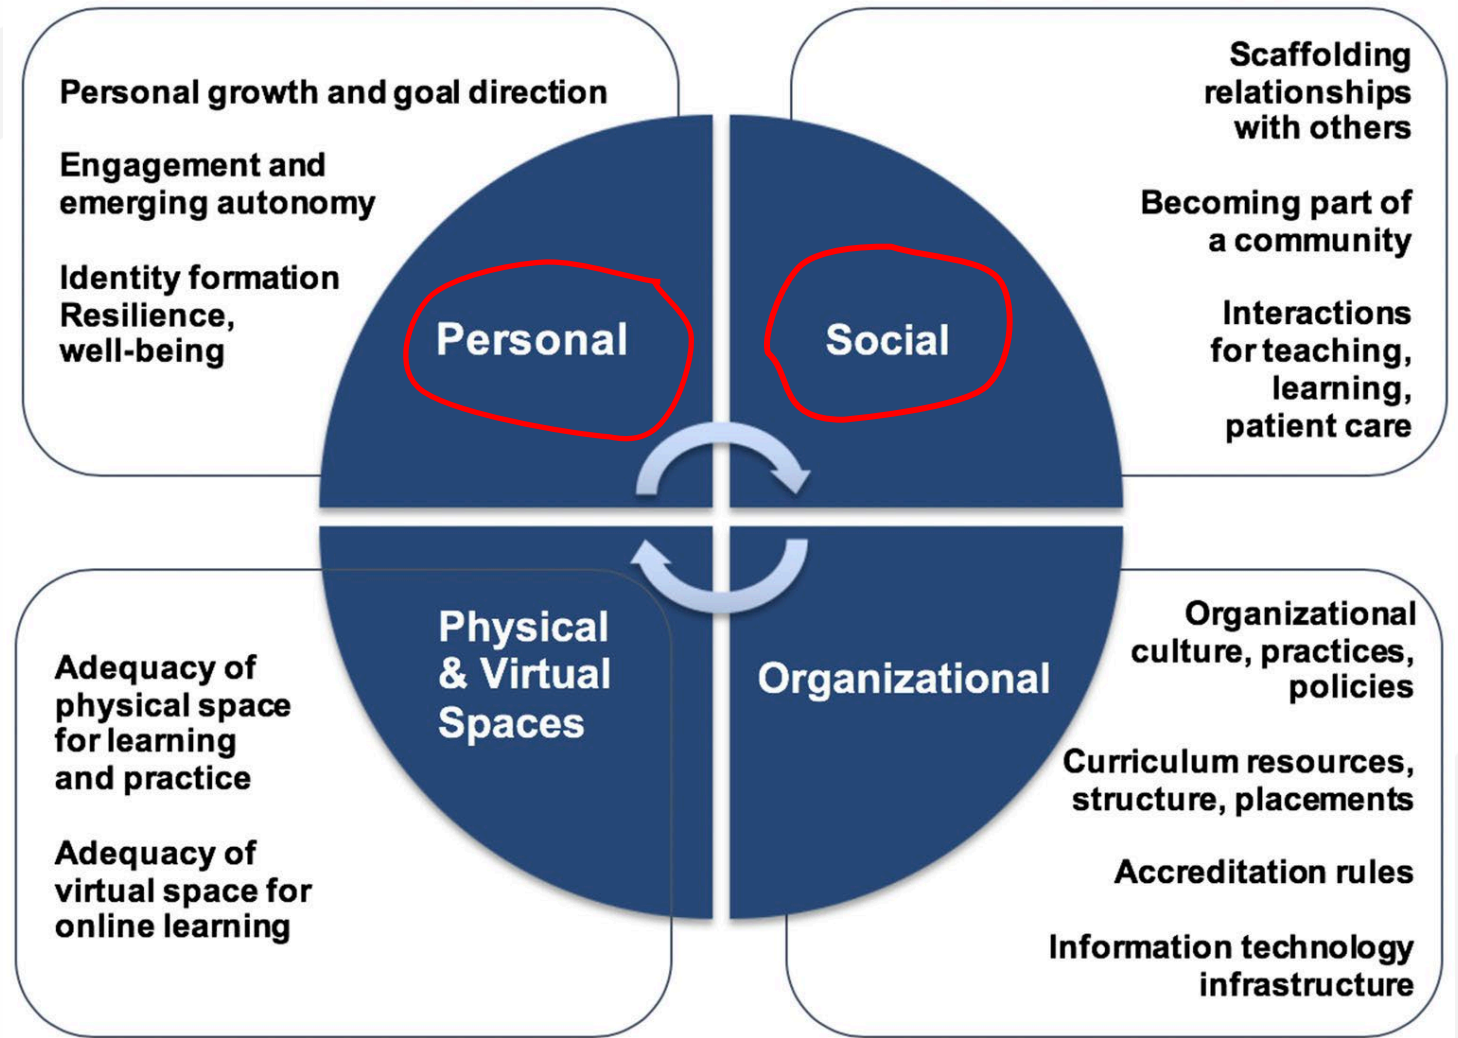 Personal growth and goal direction
Engagement and
emerging autonomy
Identity formation
Resilience,
well-being
Personal
Scaffolding
relationships
with others
Becoming part of
a community
Interactions
for teaching,
learning,
patient care
Social
Adequacy of
physical space
for learning
and practice
Adequacy of
virtual space for
online learning
Physical
& Virtual
Spaces
Organizational
Organizational
culture, practices,
policies
Curriculum resources,
structure, placements
Accreditation rules
Information technology
infrastructure